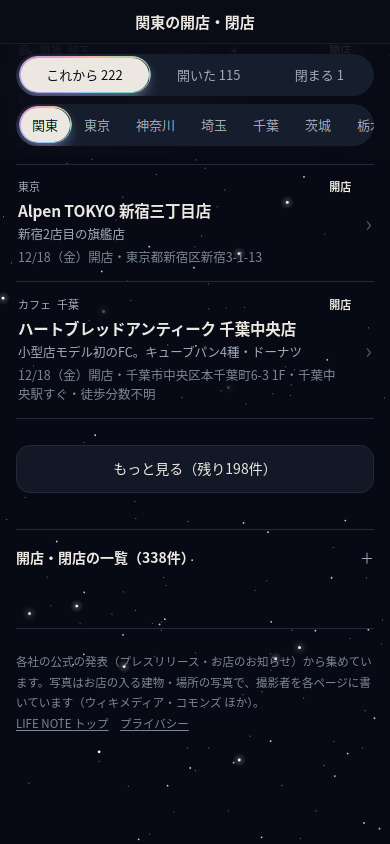 関東の開店・閉店
これから 222
開いた 115
閉まる 1
関東
東京
神奈川
埼玉
千葉
茨城
東京
開店
Alpen TOKYO 新宿三丁目店
新宿2店目の旗艦店
12/18（金）開店・東京都新宿区新宿3-1-13
カフェ 千葉
開店
ハートブレッドアンティーク 千葉中央店
小型店モデル初のFC。キューブパン4種・ドーナツ
12/18（金）開店・千葉市中央区本千葉町6-3 1F・千葉中
央駅すぐ・徒歩分数不明
もっと見る（残り198件）
開店・閉店の一覧（338件）
各社の公式の発表（プレスリリース・お店のお知らせ）から集めてい
ます。写真はお店の入る建物・場所の写真で、撮影者を各ページに書
いています（ウィキメディア・コモンズ ほか）。
LIFE NOTE トップ プライバシー